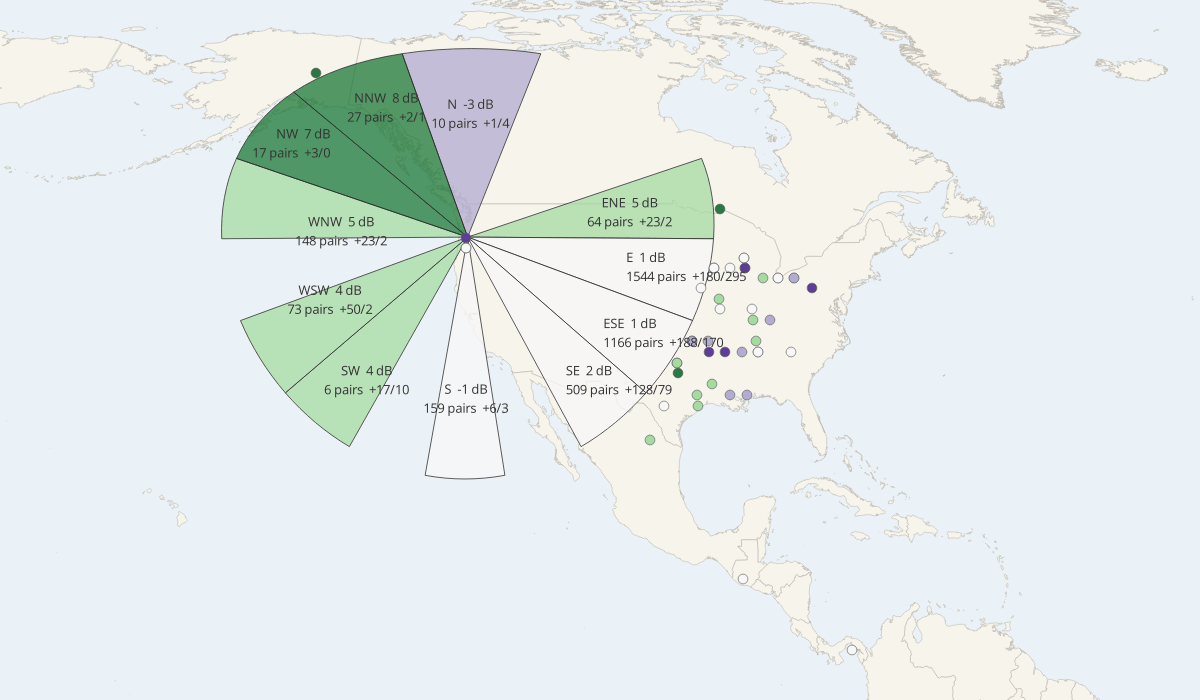 NNW  8 dB
27 pairs  +2/1
N  -3 dB
10 pairs  +1/4
NW  7 dB
17 pairs  +3/0
ENE  5 dB
64 pairs  +23/2
WNW  5 dB
148 pairs  +23/2
E  1 dB
1544 pairs  +180/295
WSW  4 dB
73 pairs  +50/2
ESE  1 dB
1166 pairs  +188/170
SW  4 dB
6 pairs  +17/10
SE  2 dB
509 pairs  +128/79
S  -1 dB
159 pairs  +6/3